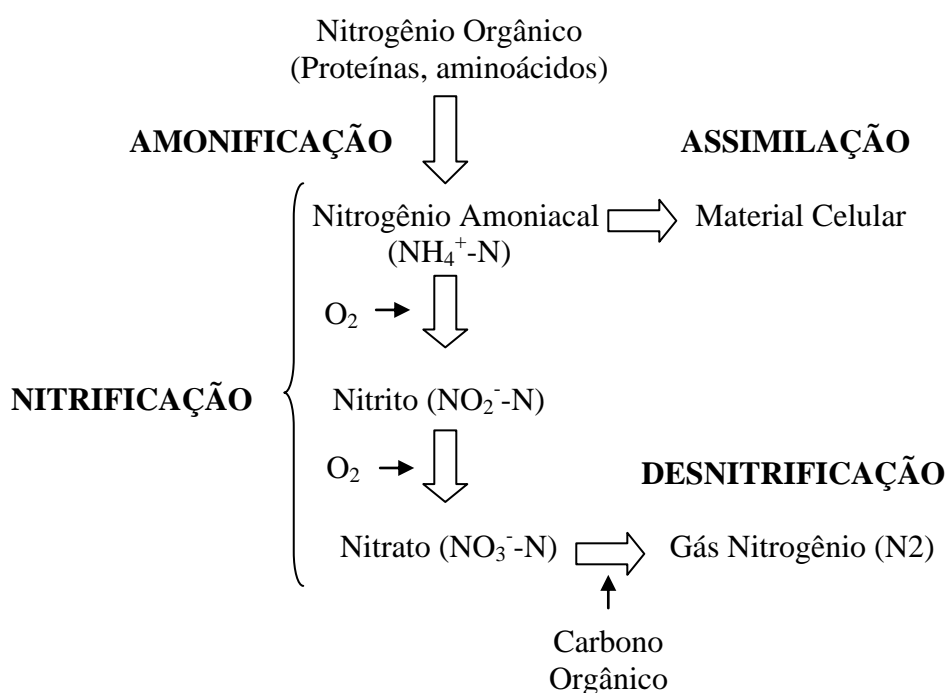 Nitrogênio Orgânico
(Proteínas, aminoácidos)
AMONIFICAÇÃO
ASSIMILAÇÃO
Nitrogênio Amoniacal
(NH₄⁺-N)
Material Celular
O₂
NITRIFICAÇÃO
Nitrito (NO₂⁻-N)
O₂
DESNITRIFICAÇÃO
Nitrato (NO₃⁻-N)
Gás Nitrogênio (N2)
Carbono
Orgânico